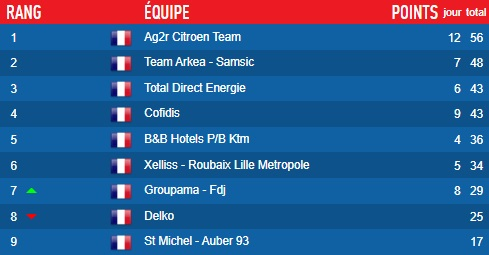 RANG ÉQUIPE POINTS jour total
1 Ag2r Citroen Team 12 56
2 Team Arkea - Samsic 7 48
3 Total Direct Energie 6 43
4 Cofidis 9 43
5 B&B Hotels P/B Ktm 4 36
6 Xelliss - Roubaix Lille Metropole 5 34
7 Groupama - Fdj 8 29
8 Delko 25
9 St Michel - Auber 93 17